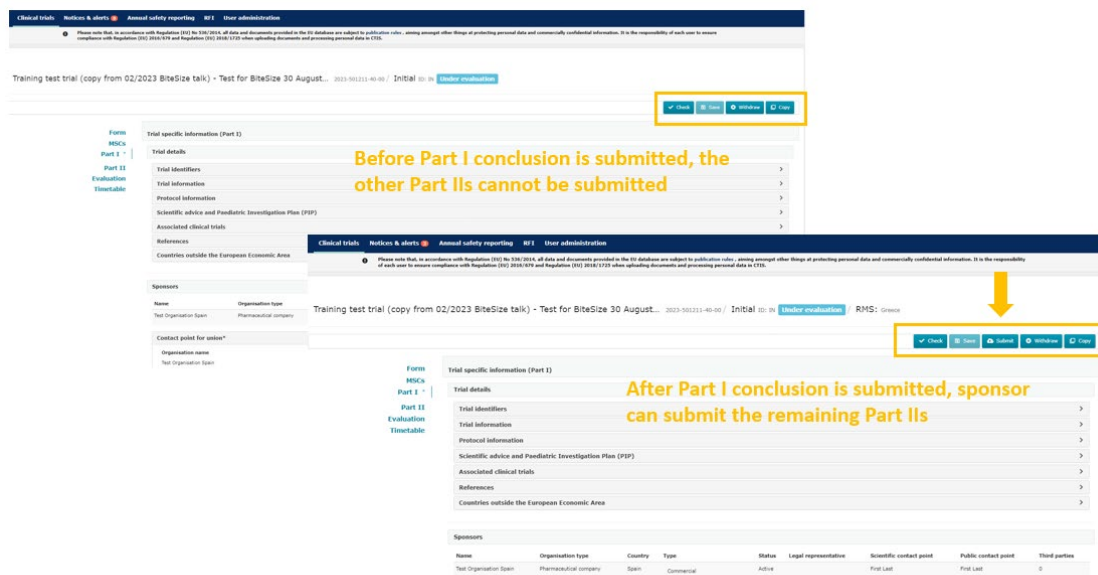 Clinical trials Notices & alerts 3 Annual safety reporting RFI User administration
Please note that, in accordance with Regulation (EU) No 536/2014, all data and documents provided in the EU database are subject to publication rules , aiming amongst other things at protecting personal data and commercially confidential information. It is the responsibility of each user to ensure
compliance with Regulation (EU) 2016/679 and Regulation (EU) 2018/1725 when uploading documents and processing personal data in CTIS.
Training test trial (copy from 02/2023 BiteSize talk) - Test for BiteSize 30 August... 2023-501211-40-00 / Initial ID: IN Under evaluation
Check Save Withdraw Copy
Form
MSCs
Part I
Part II
Evaluation
Timetable
Trial specific information (Part I)
Trial details
Trial identifiers
Trial information
Protocol information
Scientific advice and Paediatric Investigation Plan (PIP)
Associated clinical trials
References
Countries outside the European Economic Area
Before Part I conclusion is submitted, the
other Part IIs cannot be submitted
Sponsors
Name Organisation type
Test Organisation Spain Pharmaceutical company
Contact point for union*
Organisation name
Test Organisation Spain
Clinical trials Notices & alerts 3 Annual safety reporting RFI User administration
Please note that, in accordance with Regulation (EU) No 536/2014, all data and documents provided in the EU database are subject to publication rules , aiming amongst other things at protecting personal data and commercially confidential information. It is the responsibility
of each user to ensure compliance with Regulation (EU) 2016/679 and Regulation (EU) 2018/1725 when uploading documents and processing personal data in CTIS.
Training test trial (copy from 02/2023 BiteSize talk) - Test for BiteSize 30 August... 2023-501211-40-00 / Initial ID: IN Under evaluation / RMS: Greece
Check Save Submit Withdraw Copy
Form
MSCs
Part I
Part II
Evaluation
Timetable
Trial specific information (Part I)
Trial details
Trial identifiers
Trial information
Protocol information
Scientific advice and Paediatric Investigation Plan (PIP)
Associated clinical trials
References
Countries outside the European Economic Area
After Part I conclusion is submitted, sponsor
can submit the remaining Part IIs
Sponsors
Name Organisation type Country Type Status Legal representative Scientific contact point Public contact point Third parties
Test Organisation Spain Pharmaceutical company Spain Commercial Active First Last First Last 0